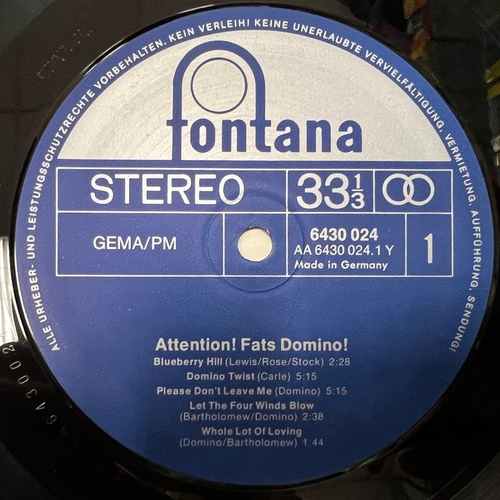 ALLE URHEBER- UND LEISTUNGSSCHUTZRECHTE VORBEHALTEN. KEIN VERLEIH! KEINE UNERLAUBTE VERVIELFÄLTIGUNG, VERMIETUNG, AUFFÜHRUNG, SENDUNG!
fontana
STEREO 33 1/3
GEMA/PM
6430 024
AA 6430 024.1 Y
Made in Germany
1
Attention! Fats Domino!
Blueberry Hill (Lewis/Rose/Stock) 2:28
Domino Twist (Carle) 5:15
Please Don't Leave Me (Domino) 5:15
Let The Four Winds Blow
(Bartholomew/Domino) 2:38
Whole Lot Of Loving
(Domino/Bartholomew) 1:44